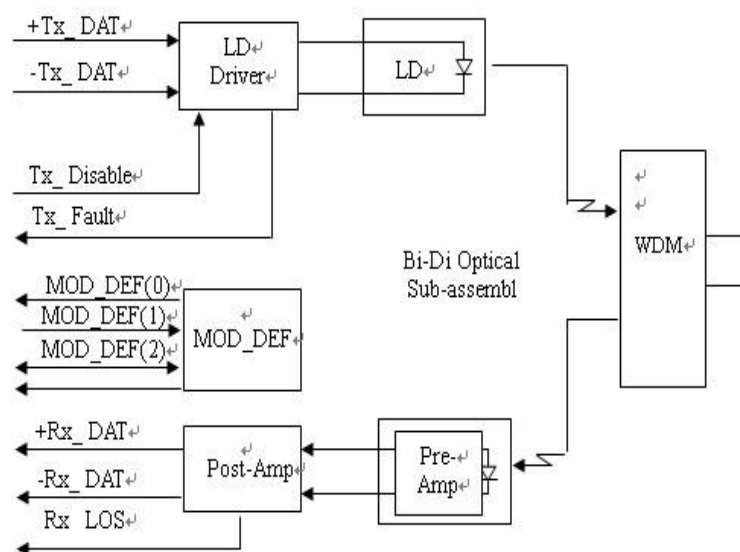 +Tx_DAT↵
-Tx_DAT↵
LD↵
Driver↵
LD↵
Tx_Disable↵
Tx_Fault↵
↵
↵
WDM↵
Bi-Di Optical
Sub-assembl
MOD_DEF(0)↵
MOD_DEF(1)↵
MOD_DEF(2)↵
↵
MOD_DEF↵
+Rx_DAT↵
-Rx_DAT↵
Rx LOS↵
↵
Post-Amp↵
Pre-↵
Amp↵